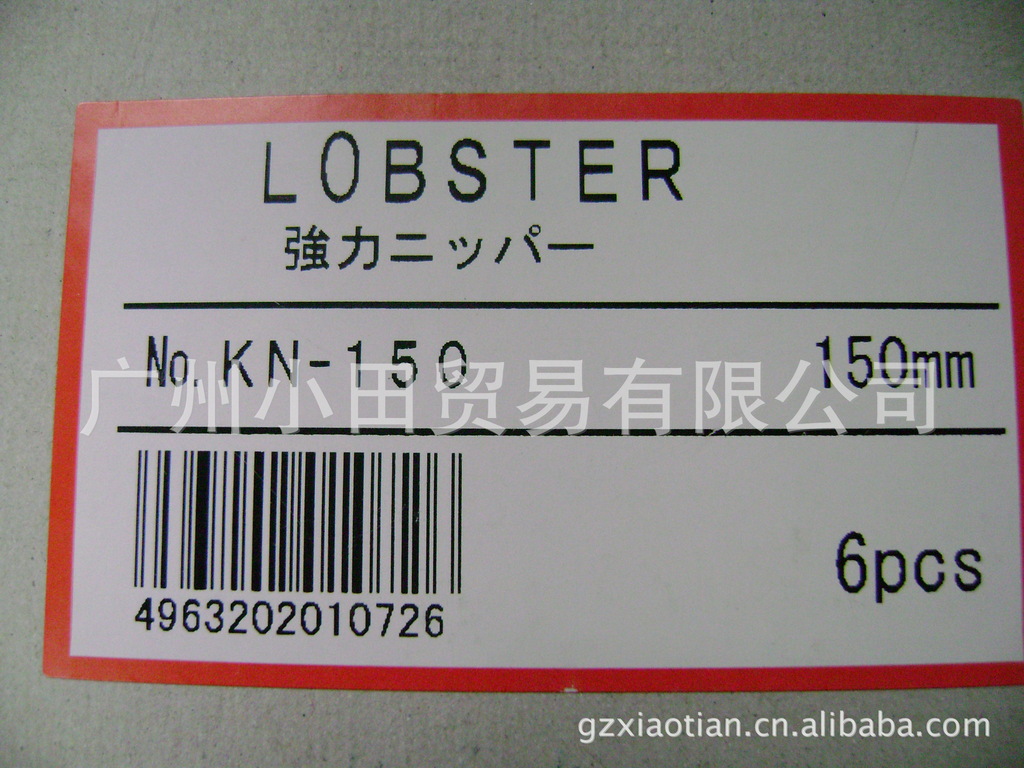 LOBSTER
強力ニッパー
No. KN-150 150mm
广州小田贸易有限公司
6pcs
4963202010726
gzxiaotian.cn.alibaba.com